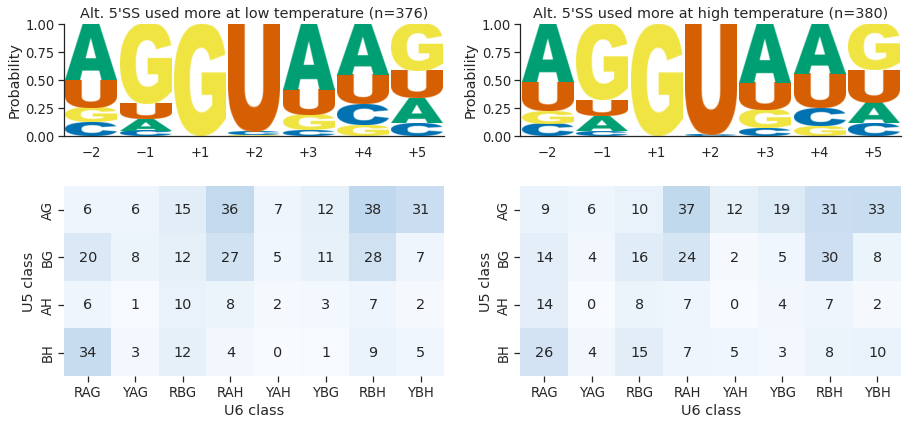 Alt. 5'SS used more at low temperature (n=376)
Probability
1.00
0.75
0.50
0.25
0.00
A U G C
G U A C
G
U C
A U G C
A U C G
G U A C
−2 −1 +1 +2 +3 +4 +5
U5 class
AG 6 6 15 36 7 12 38 31
BG 20 8 12 27 5 11 28 7
AH 6 1 10 8 2 3 7 2
BH 34 3 12 4 0 1 9 5
RAG YAG RBG RAH YAH YBG RBH YBH
U6 class
Alt. 5'SS used more at high temperature (n=380)
Probability
1.00
0.75
0.50
0.25
0.00
A U G C
G U A C
G
U C
A U G C
A U C G
G U A C
−2 −1 +1 +2 +3 +4 +5
U5 class
AG 9 6 10 37 12 19 31 33
BG 14 4 16 24 2 5 30 8
AH 14 0 8 7 0 4 7 2
BH 26 4 15 7 5 3 8 10
RAG YAG RBG RAH YAH YBG RBH YBH
U6 class